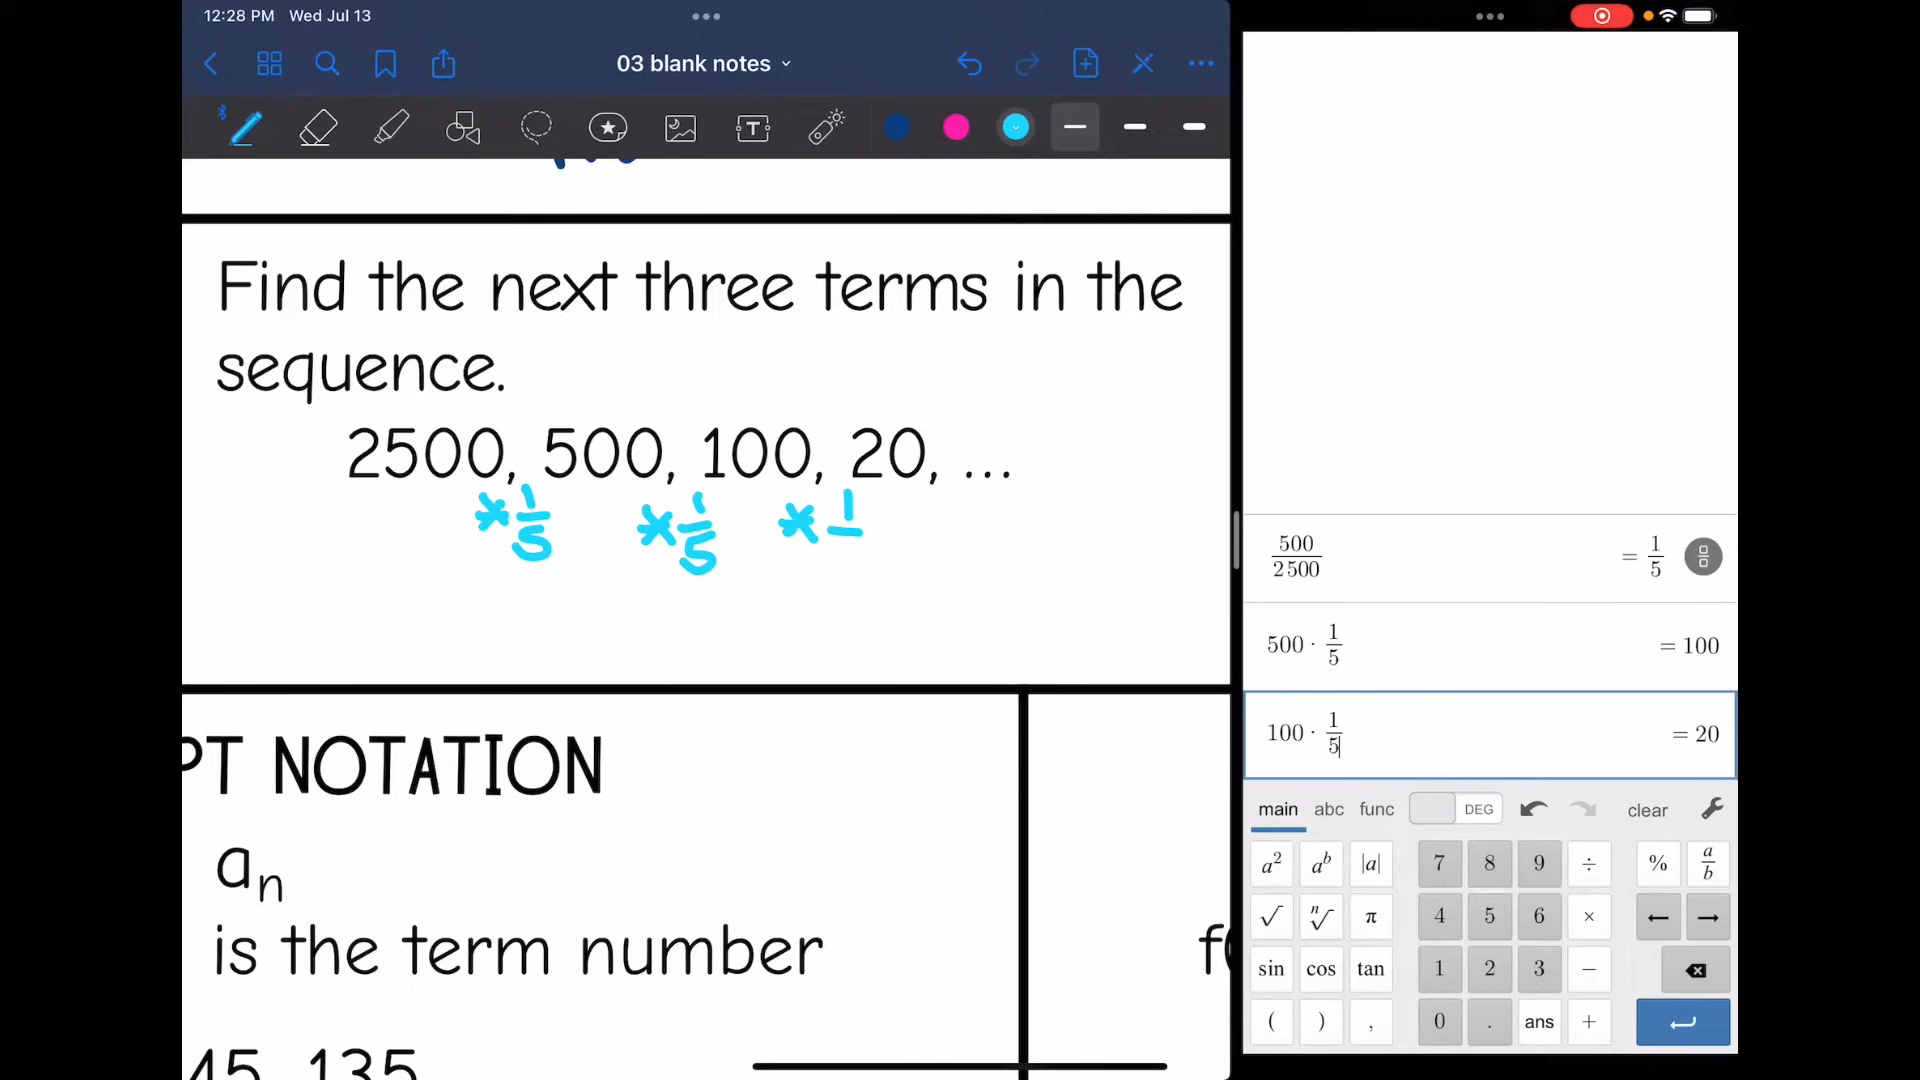 12:28 PM Wed Jul 13
03 blank notes
Find the next three terms in the
sequence.
2500, 500, 100, 20, ...
*1/5 *1/5 *1
PT NOTATION
an
is the term number
45, 135
500/2500 = 1/5
500 · 1/5 = 100
100 · 1/5 = 20
main abc func DEG clear
a² aᵇ |a| 7 8 9 ÷ % a/b
√ ⁿ√ π 4 5 6 × ← →
sin cos tan 1 2 3 −
( ) , 0 . ans +